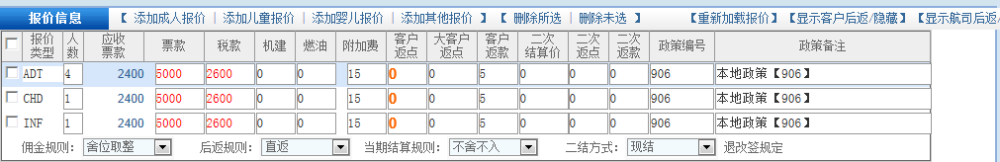 报价信息 【 添加成人报价 | 添加儿童报价 | 添加婴儿报价 | 添加其他报价 】 【 删除所选 | 删除未选 】 【重新加载报价】 【显示客户后返/隐藏】 【显示航司后返/
报价类型 人数 应收票款 票款 税款 机建 燃油 附加费 客户返点 大客户返点 客户返款 二次结算价 二次返点 二次返款 政策编号 政策备注
ADT 4 2400 5000 2600 0 0 15 0 0 5 0 0 0 906 本地政策【906】
CHD 1 2400 5000 2600 0 0 15 0 0 5 0 0 0 906 本地政策【906】
INF 1 2400 5000 2600 0 0 15 0 0 5 0 0 0 906 本地政策【906】
佣金规则: 舍位取整 后返规则: 直返 当期结算规则: 不舍不入 二结方式: 现结 退改签规定